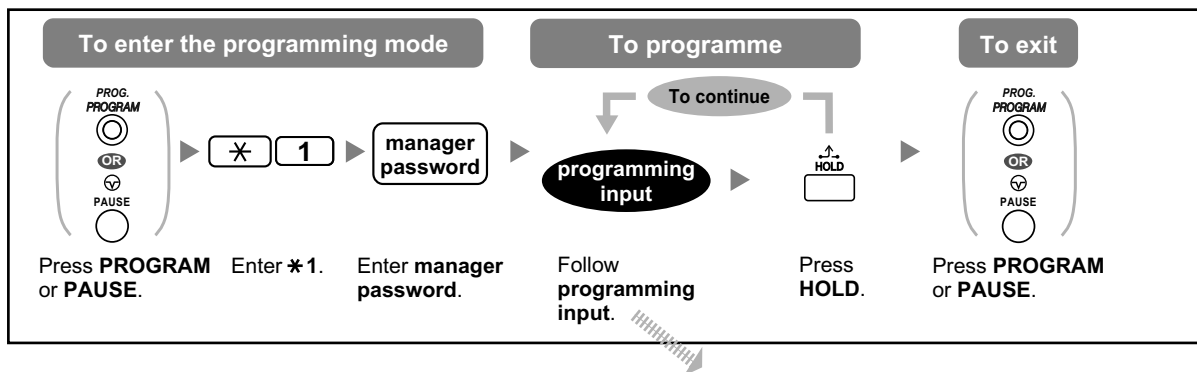 To enter the programming mode
To programme
To exit
To continue
PROG.
PROGRAM
OR
PAUSE
* 1
manager
password
programming
input
HOLD
PROG.
PROGRAM
OR
PAUSE
Press PROGRAM
or PAUSE.
Enter *1.
Enter manager
password.
Follow
programming
input.
Press
HOLD.
Press PROGRAM
or PAUSE.